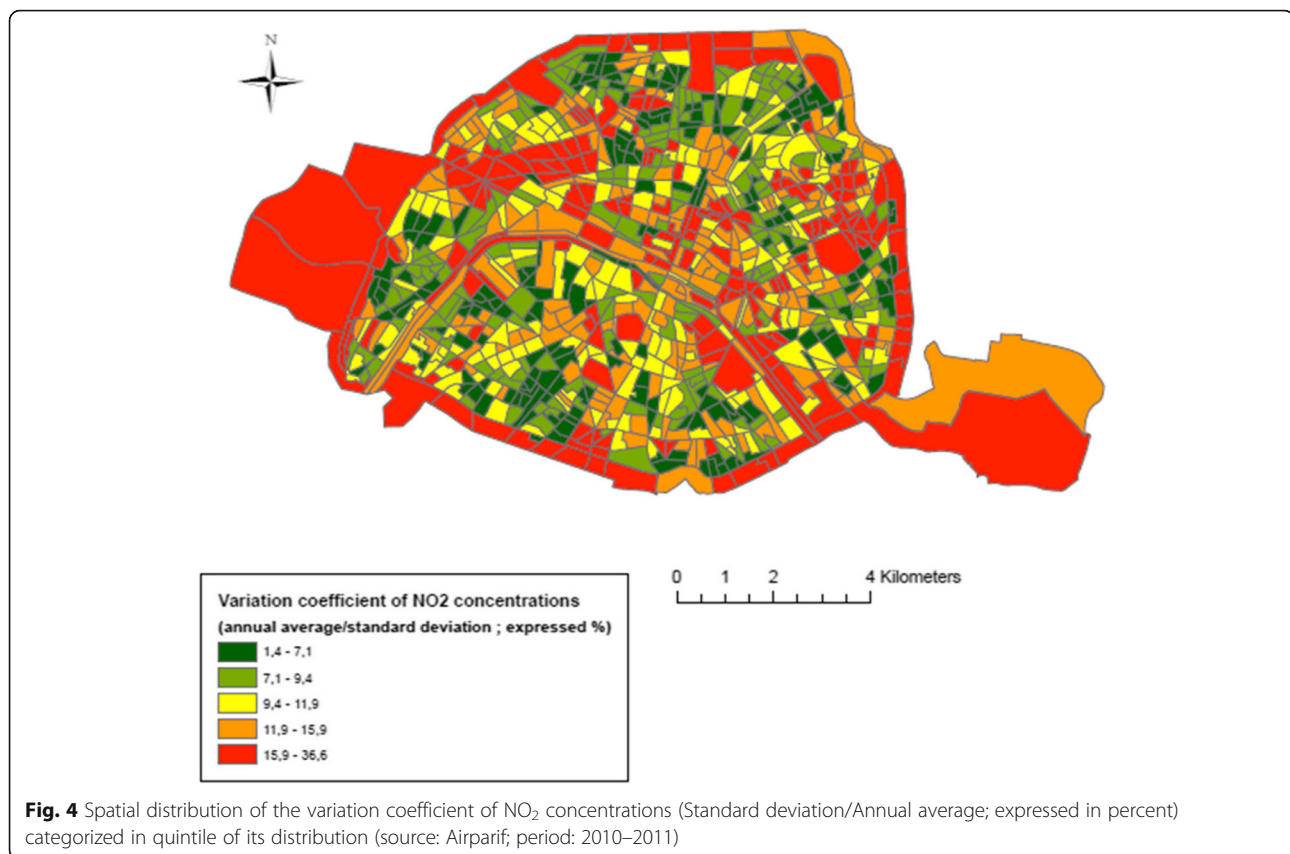 N
0 1 2 4 Kilometers
Variation coefficient of NO2 concentrations
(annual average/standard deviation ; expressed %)
1,4 - 7,1
7,1 - 9,4
9,4 - 11,9
11,9 - 15,9
15,9 - 36,6
Fig. 4 Spatial distribution of the variation coefficient of NO₂ concentrations (Standard deviation/Annual average; expressed in percent)
categorized in quintile of its distribution (source: Airparif; period: 2010–2011)